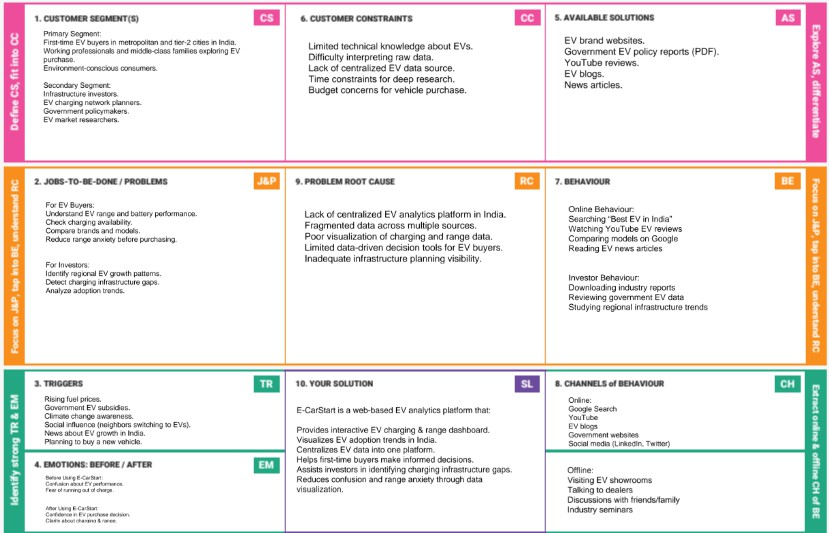 Define CS, fit into CC
1. CUSTOMER SEGMENT(S)
CS
Primary Segment:
First-time EV buyers in metropolitan and tier-2 cities in India.
Working professionals and middle-class families exploring EV
purchase.
Environment-conscious consumers.
Secondary Segment:
Infrastructure investors.
EV charging network planners.
Government policymakers.
EV market researchers.
6. CUSTOMER CONSTRAINTS
CC
Limited technical knowledge about EVs.
Difficulty interpreting raw data.
Lack of centralized EV data source.
Time constraints for deep research.
Budget concerns for vehicle purchase.
5. AVAILABLE SOLUTIONS
AS
EV brand websites.
Government EV policy reports (PDF).
YouTube reviews.
EV blogs.
News articles.
Explore AS, differentiate
Focus on J&P, tap into BE, understand RC
2. JOBS-TO-BE-DONE / PROBLEMS
J&P
For EV Buyers:
Understand EV range and battery performance.
Check charging availability.
Compare brands and models.
Reduce range anxiety before purchasing.
For Investors:
Identify regional EV growth patterns.
Detect charging infrastructure gaps.
Analyze adoption trends.
9. PROBLEM ROOT CAUSE
RC
Lack of centralized EV analytics platform in India.
Fragmented data across multiple sources.
Poor visualization of charging and range data.
Limited data-driven decision tools for EV buyers.
Inadequate infrastructure planning visibility.
7. BEHAVIOUR
BE
Online Behaviour:
Searching "Best EV in India"
Watching YouTube EV reviews
Comparing models on Google
Reading EV news articles
Investor Behaviour:
Downloading industry reports
Reviewing government EV data
Studying regional infrastructure trends
Focus on J&P, tap into BE, understand RC
Identify strong TR & EM
3. TRIGGERS
TR
Rising fuel prices.
Government EV subsidies.
Climate change awareness.
Social influence (neighbors switching to EVs).
News about EV growth in India.
Planning to buy a new vehicle.
4. EMOTIONS: BEFORE / AFTER
EM
Before Using E-CarStart:
Confusion about EV performance.
Fear of running out of charge.
After Using E-CarStart:
Confidence in EV purchase decision.
Clarity about charging & range.
10. YOUR SOLUTION
SL
E-CarStart is a web-based EV analytics platform that:
Provides interactive EV charging & range dashboard.
Visualizes EV adoption trends in India.
Centralizes EV data into one platform.
Helps first-time buyers make informed decisions.
Assists investors in identifying charging infrastructure gaps.
Reduces confusion and range anxiety through data
visualization.
8. CHANNELS of BEHAVIOUR
CH
Online:
Google Search
YouTube
EV blogs
Government websites
Social media (LinkedIn, Twitter)
Offline:
Visiting EV showrooms
Talking to dealers
Discussions with friends/family
Industry seminars
Extract online & offline CH of BE